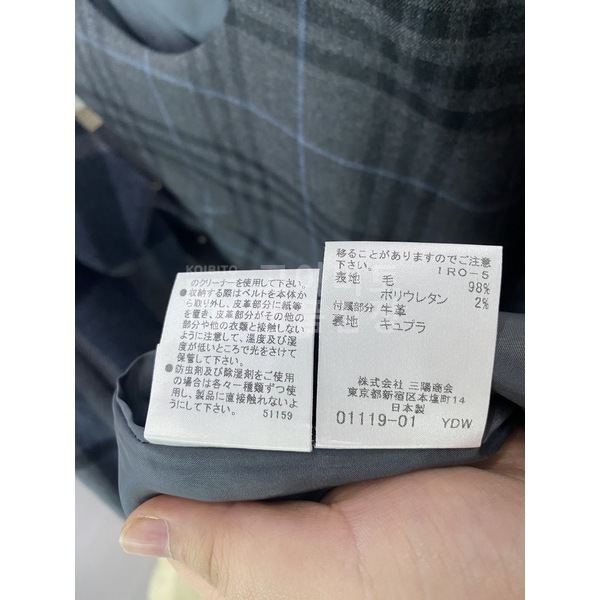 のクリーナーを使用して下さい。
●収納する際はベルトを本体か
ら取り外し、皮革部分に紙等
を置き、皮革部分がその他の
部分や他の衣類と接触しない
ように注意して、温度及び湿
度が低いところで光をさけて
保管して下さい。
●防虫剤及び除湿剤をご使用
の場合は各々一種類ずつ使
用し、製品に直接触れないよ
うにして下さい。
51159
移ることがありますのでご注意
下さい。
IRO-5
表地 毛 98%
ポリウレタン 2%
付属部分 牛革
裏地 キュプラ
株式会社 三陽商会
東京都新宿区本塩町14
日本製
01119-01 YDW
KOIBITO